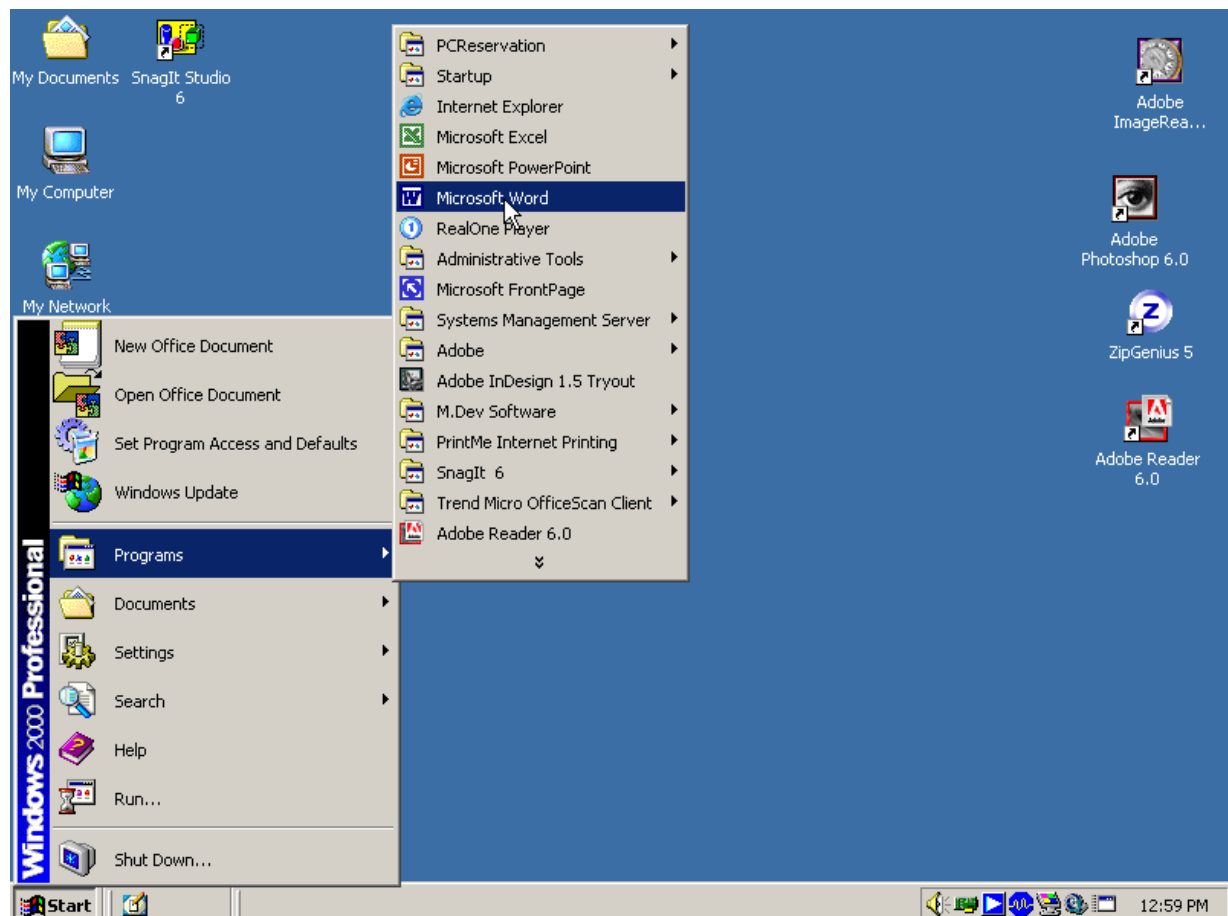 My Documents
SnagIt Studio
6
My Computer
My Network
PCReservation
Startup
Internet Explorer
Microsoft Excel
Microsoft PowerPoint
Microsoft Word
RealOne Player
Administrative Tools
Microsoft FrontPage
Systems Management Server
Adobe
Adobe InDesign 1.5 Tryout
M.Dev Software
PrintMe Internet Printing
SnagIt 6
Trend Micro OfficeScan Client
Adobe Reader 6.0
Adobe
ImageRea...
Adobe
Photoshop 6.0
ZipGenius 5
Adobe Reader
6.0
New Office Document
Open Office Document
Set Program Access and Defaults
Windows Update
Programs
Documents
Settings
Search
Help
Run...
Shut Down...
Windows 2000 Professional
Start
12:59 PM